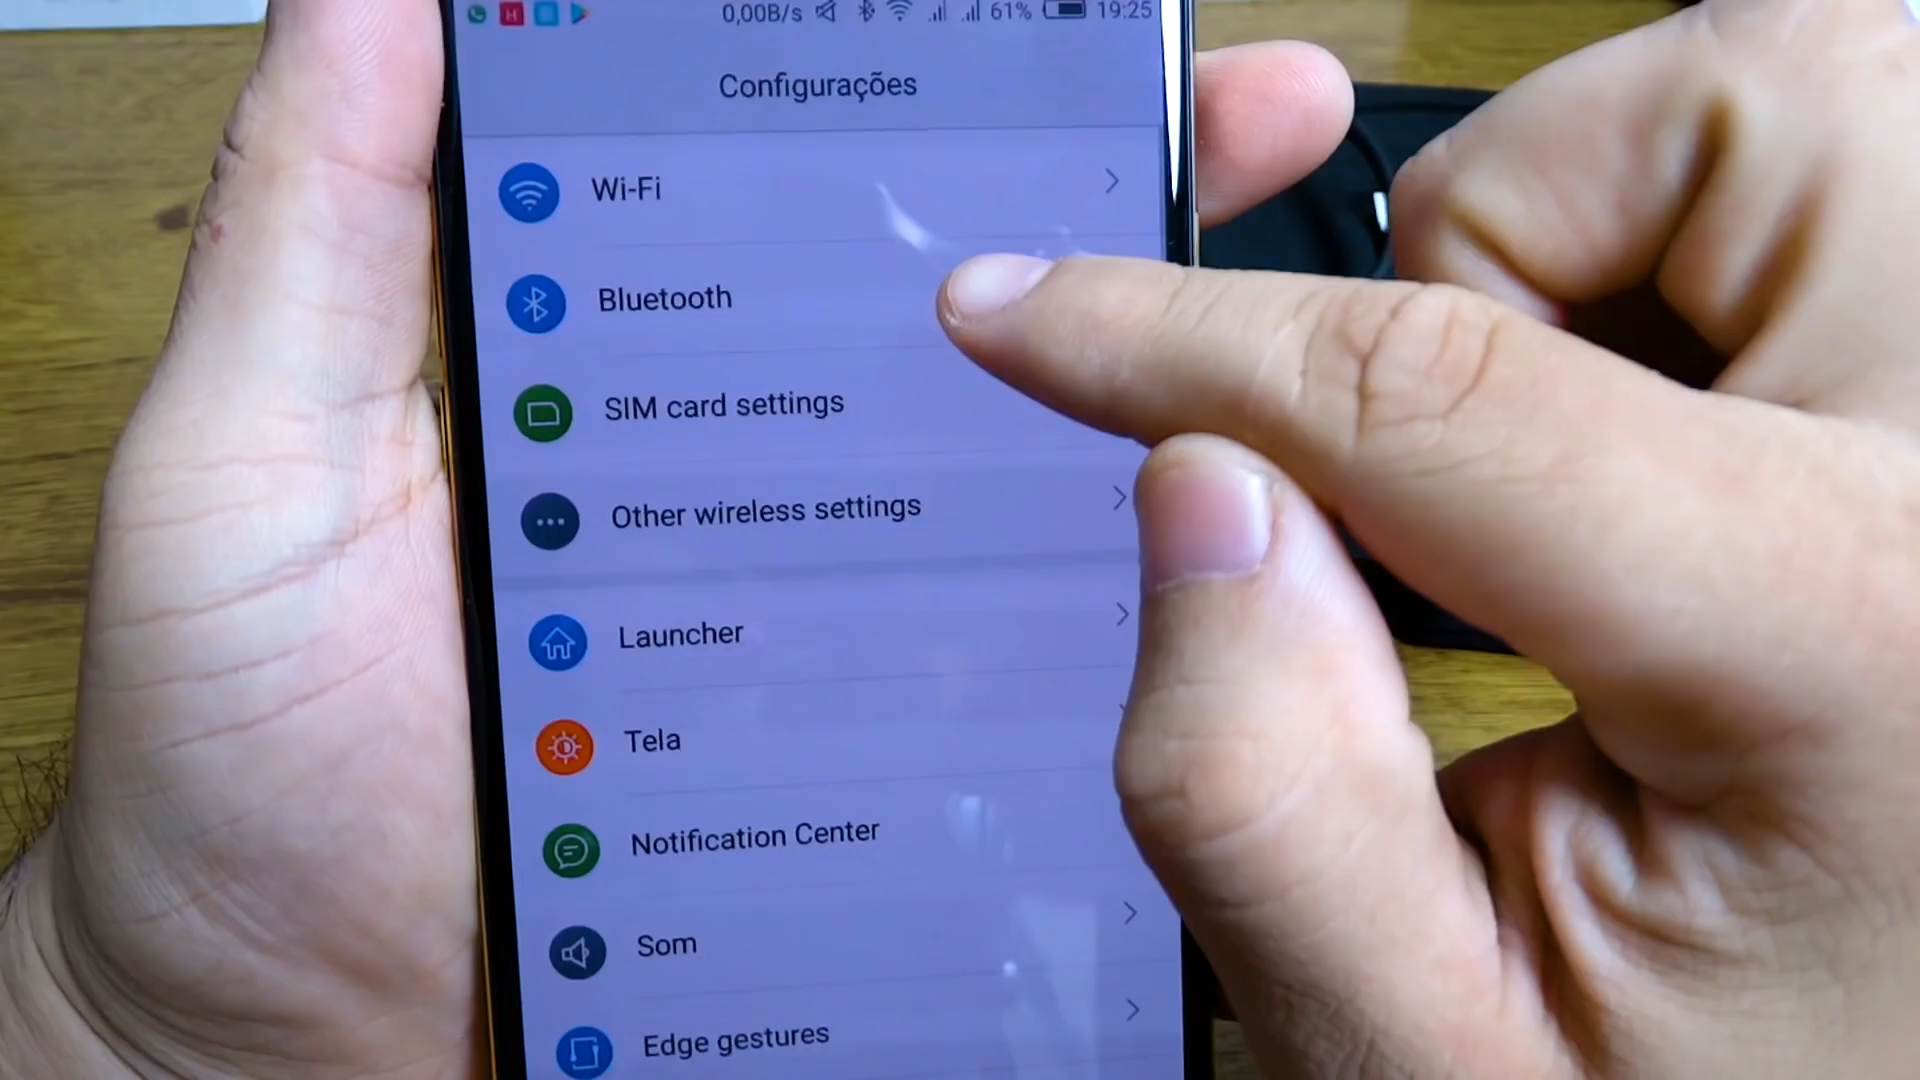 0,00B/s 61% 19:25
Configurações
Wi-Fi
Bluetooth
SIM card settings
Other wireless settings
Launcher
Tela
Notification Center
Som
Edge gestures